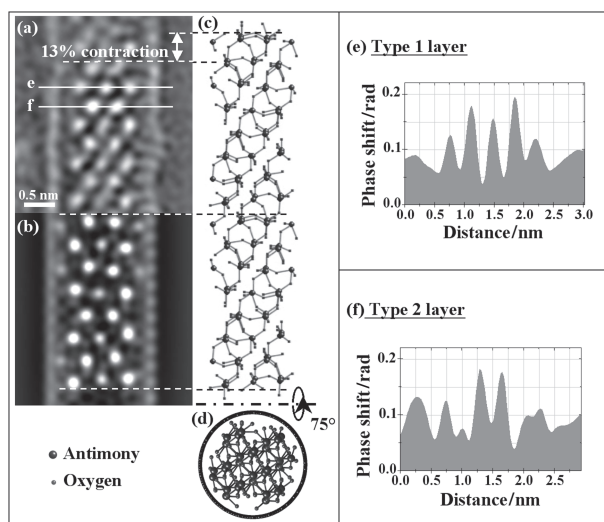 (a)
13% contraction
e
f
0.5 nm
(b)
(c)
75°
(d)
Antimony
Oxygen
(e) Type 1 layer
Phase shift/rad
0.2
0.1
0.0
0.0 0.5 1.0 1.5 2.0 2.5 3.0
Distance/nm
(f) Type 2 layer
Phase shift/rad
0.2
0.1
0.0
0.0 0.5 1.0 1.5 2.0 2.5
Distance/nm